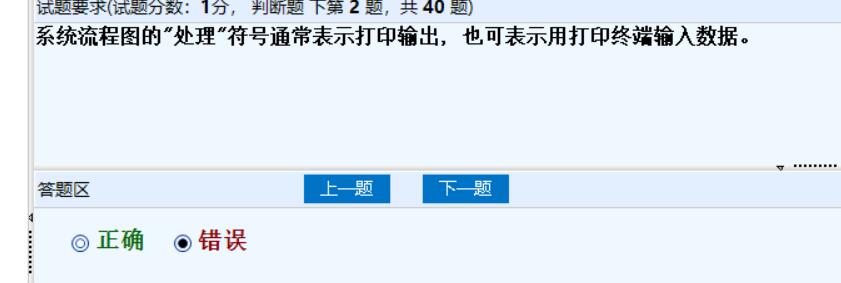 试题要求(试题分数：1分， 判断题 下第 2 题，共 40 题)
系统流程图的"处理"符号通常表示打印输出，也可表示用打印终端输入数据。
答题区 上一题 下一题
正确 错误